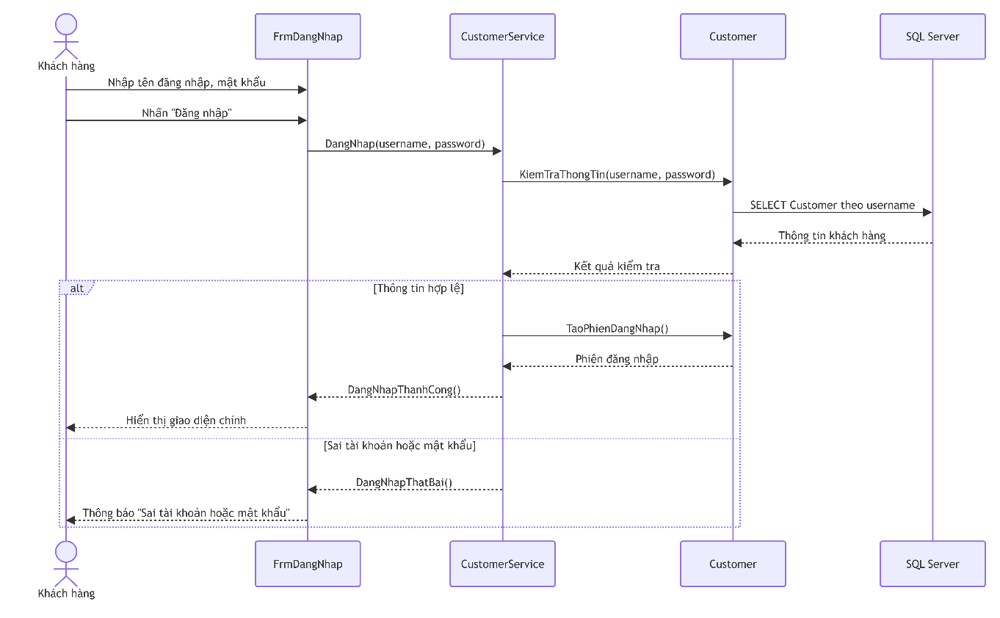 FrmDangNhap
CustomerService
Customer
SQL Server
Khách hàng
Nhập tên đăng nhập, mật khẩu
Nhấn "Đăng nhập"
DangNhap(username, password)
KiemTraThongTin(username, password)
SELECT Customer theo username
Thông tin khách hàng
Kết quả kiểm tra
alt
[Thông tin hợp lệ]
TaoPhienDangNhap()
Phiên đăng nhập
DangNhapThanhCong()
Hiển thị giao diện chính
[Sai tài khoản hoặc mật khẩu]
DangNhapThatBai()
Thông báo "Sai tài khoản hoặc mật khẩu"
FrmDangNhap
CustomerService
Customer
SQL Server
Khách hàng